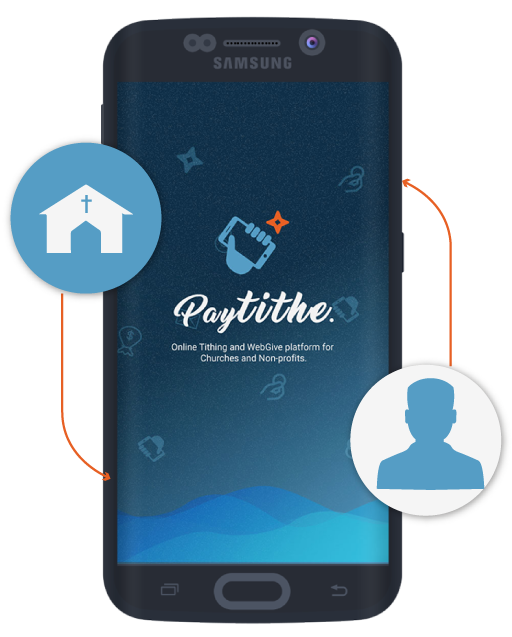 SAMSUNG
Paytithe.
Online Tithing and WebGive platform for
Churches and Non-profits.